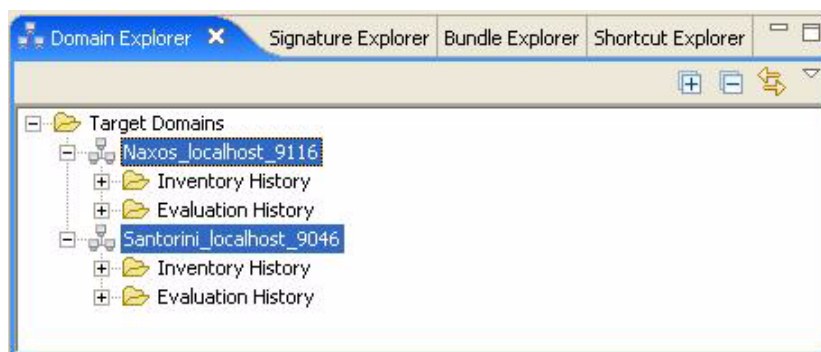 Domain Explorer Signature Explorer Bundle Explorer Shortcut Explorer
Target Domains
Naxos_localhost_9116
Inventory History
Evaluation History
Santorini_localhost_9046
Inventory History
Evaluation History